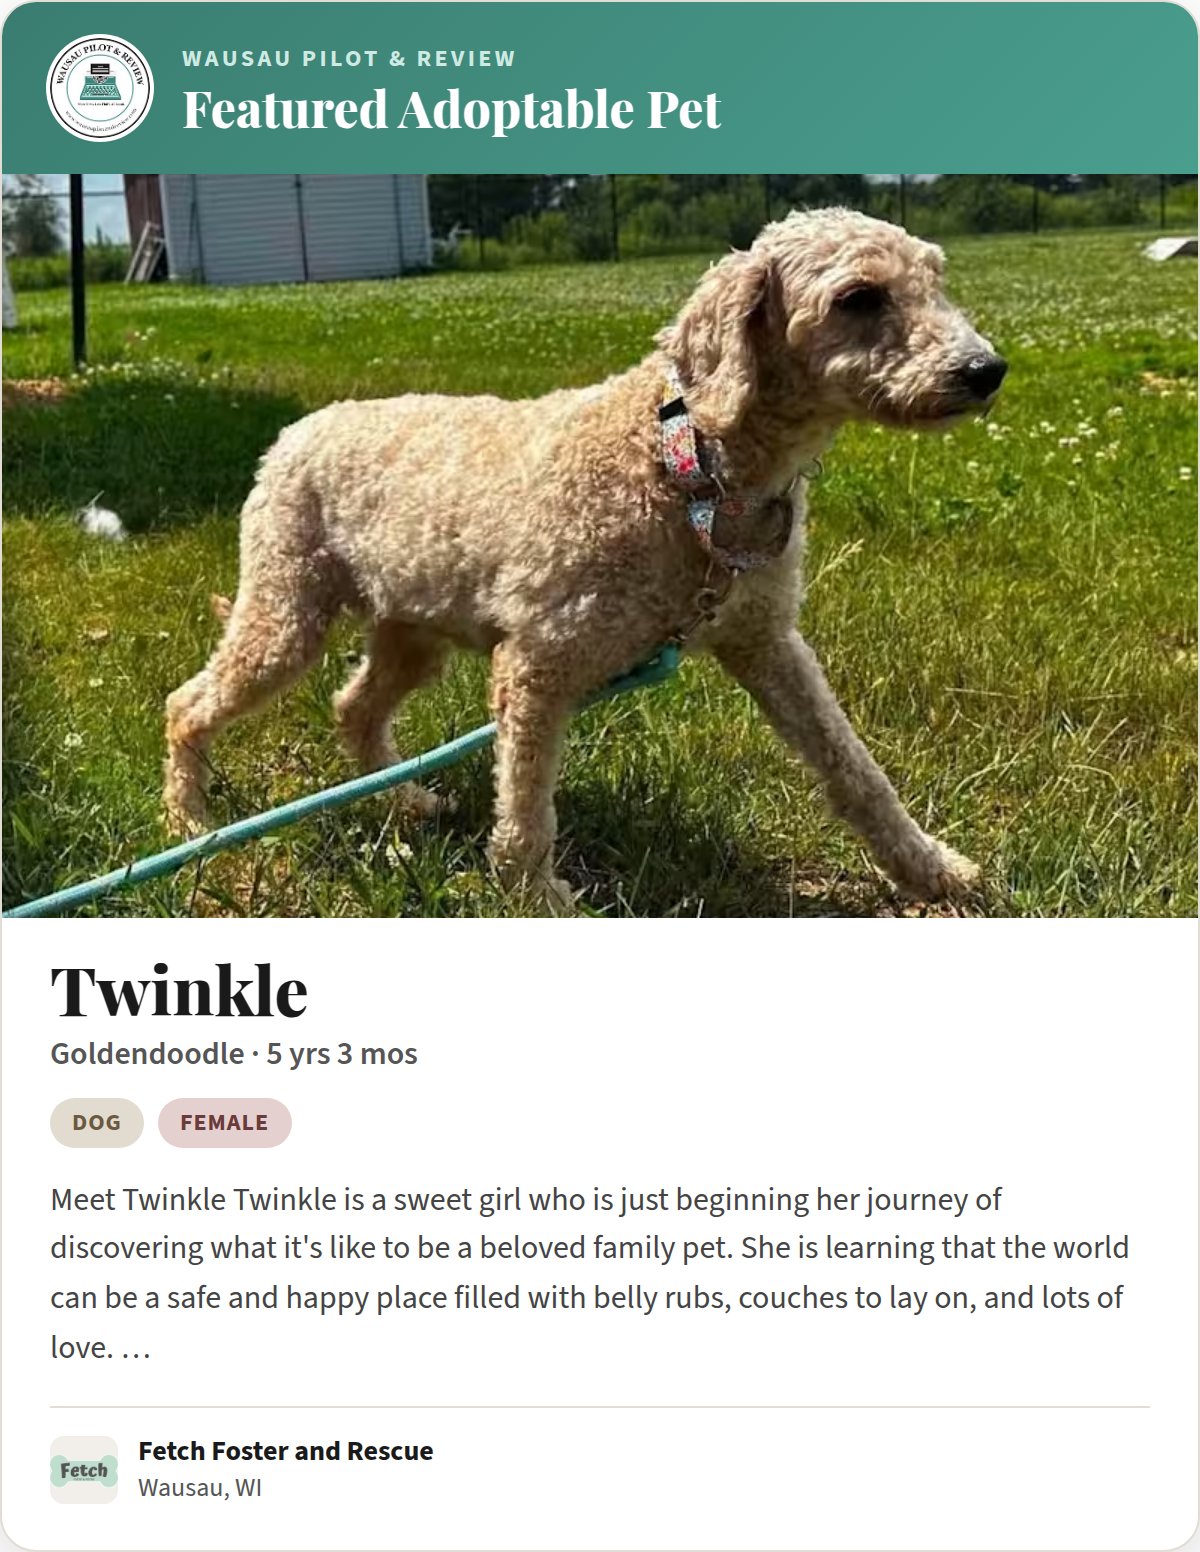 WAUSAU PILOT & REVIEW
WAUSAU PILOT & REVIEW
Featured Adoptable Pet
Twinkle
Goldendoodle · 5 yrs 3 mos
DOG
FEMALE
Meet Twinkle Twinkle is a sweet girl who is just beginning her journey of
discovering what it's like to be a beloved family pet. She is learning that the world
can be a safe and happy place filled with belly rubs, couches to lay on, and lots of
love. …
Fetch
Fetch Foster and Rescue
Wausau, WI